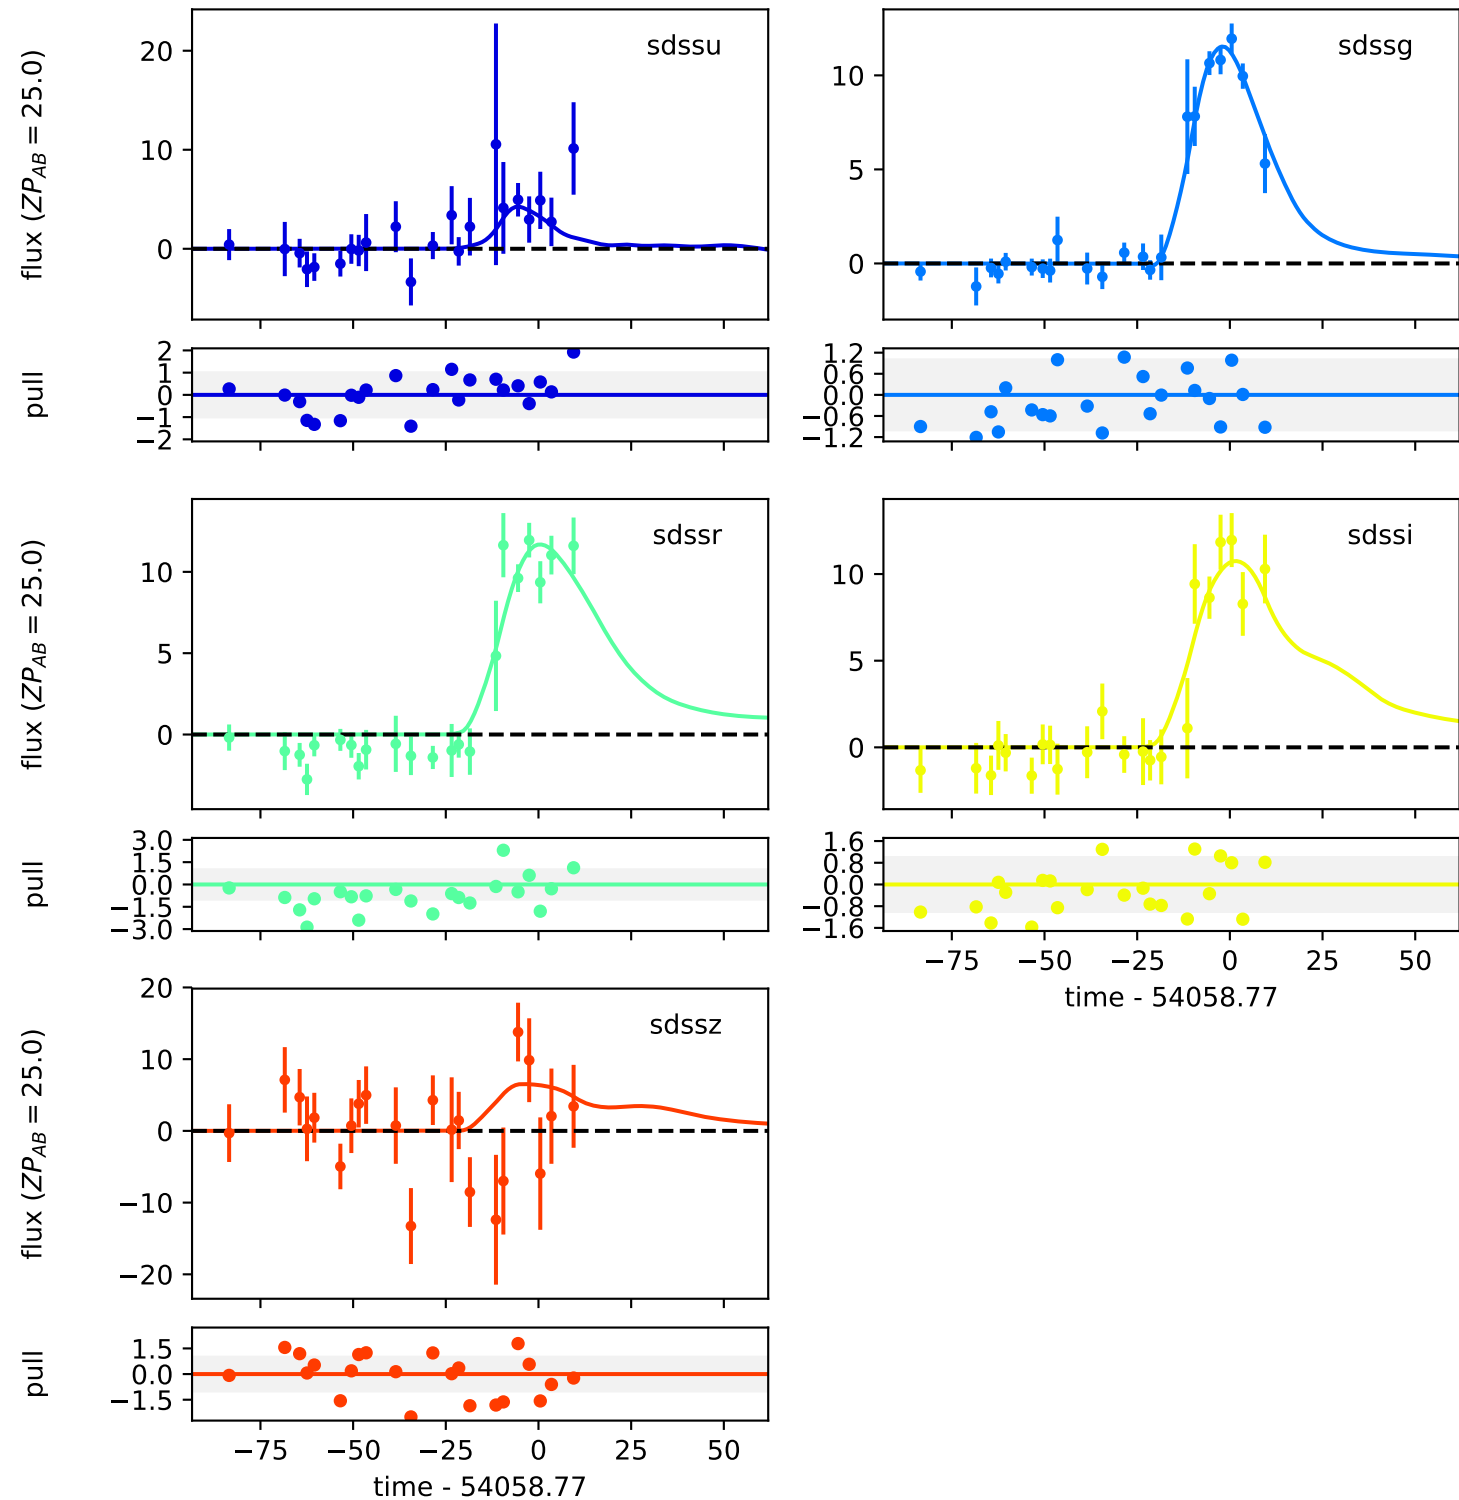 sdssu
flux (ZP_AB = 25.0)
20
10
0
pull
2
1
0
−1
−2
sdssg
10
5
0
1.2
0.6
0.0
−0.6
−1.2
sdssr
flux (ZP_AB = 25.0)
10
5
0
pull
3.0
1.5
0.0
−1.5
−3.0
sdssi
10
5
0
1.6
0.8
0.0
−0.8
−1.6
−75 −50 −25 0 25 50
time - 54058.77
sdssz
flux (ZP_AB = 25.0)
20
10
0
−10
−20
pull
1.5
0.0
−1.5
−75 −50 −25 0 25 50
time - 54058.77